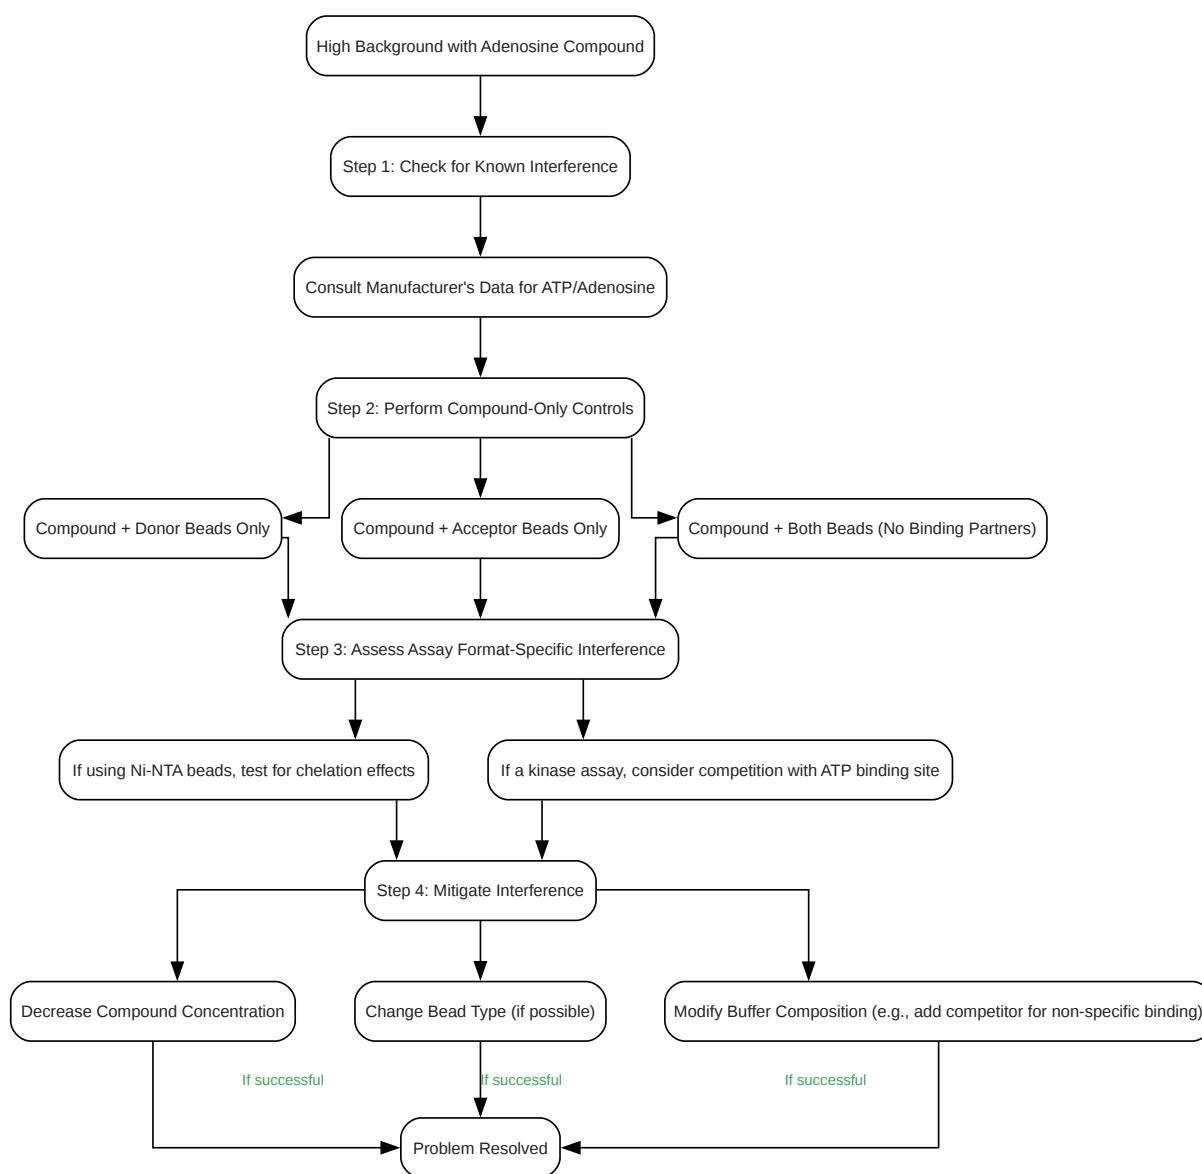 High Background with Adenosine Compound
Step 1: Check for Known Interference
Consult Manufacturer's Data for ATP/Adenosine
Step 2: Perform Compound-Only Controls
Compound + Donor Beads Only
Compound + Acceptor Beads Only
Compound + Both Beads (No Binding Partners)
Step 3: Assess Assay Format-Specific Interference
If using Ni-NTA beads, test for chelation effects
If a kinase assay, consider competition with ATP binding site
Step 4: Mitigate Interference
Decrease Compound Concentration
Change Bead Type (if possible)
Modify Buffer Composition (e.g., add competitor for non-specific binding)
If successful
If successful
If successful
Problem Resolved